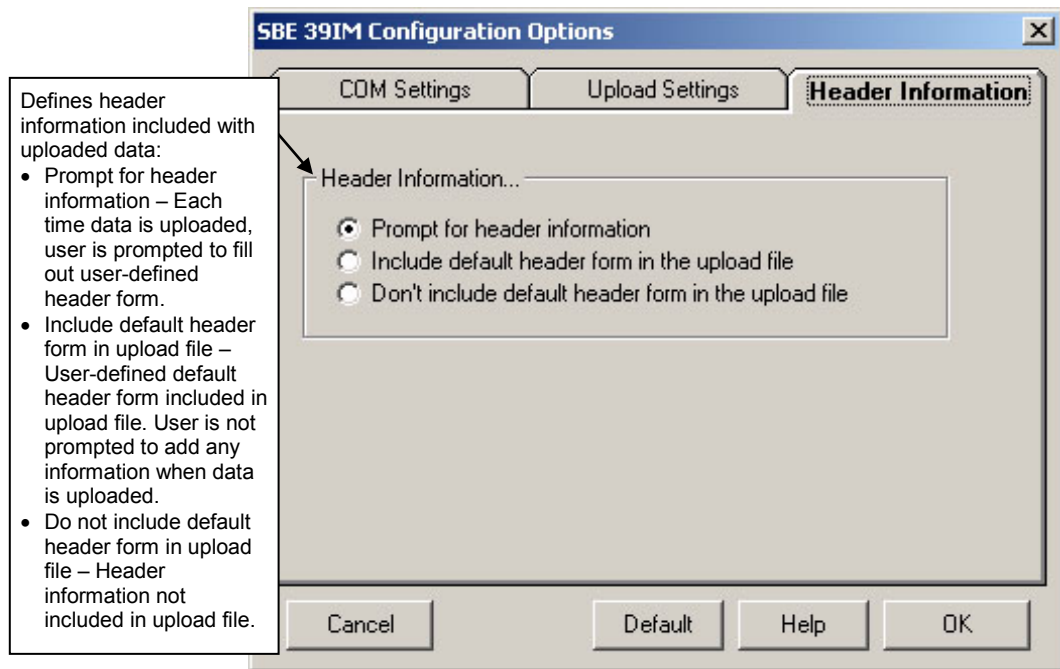 SBE 39IM Configuration Options
COM Settings
Upload Settings
Header Information
Defines header
information included with
uploaded data:
• Prompt for header
information – Each
time data is uploaded,
user is prompted to fill
out user-defined
header form.
• Include default header
form in upload file –
User-defined default
header form included in
upload file. User is not
prompted to add any
information when data
is uploaded.
• Do not include default
header form in upload
file – Header
information not
included in upload file.
Header Information...
Prompt for header information
Include default header form in the upload file
Don't include default header form in the upload file
Cancel
Default
Help
OK